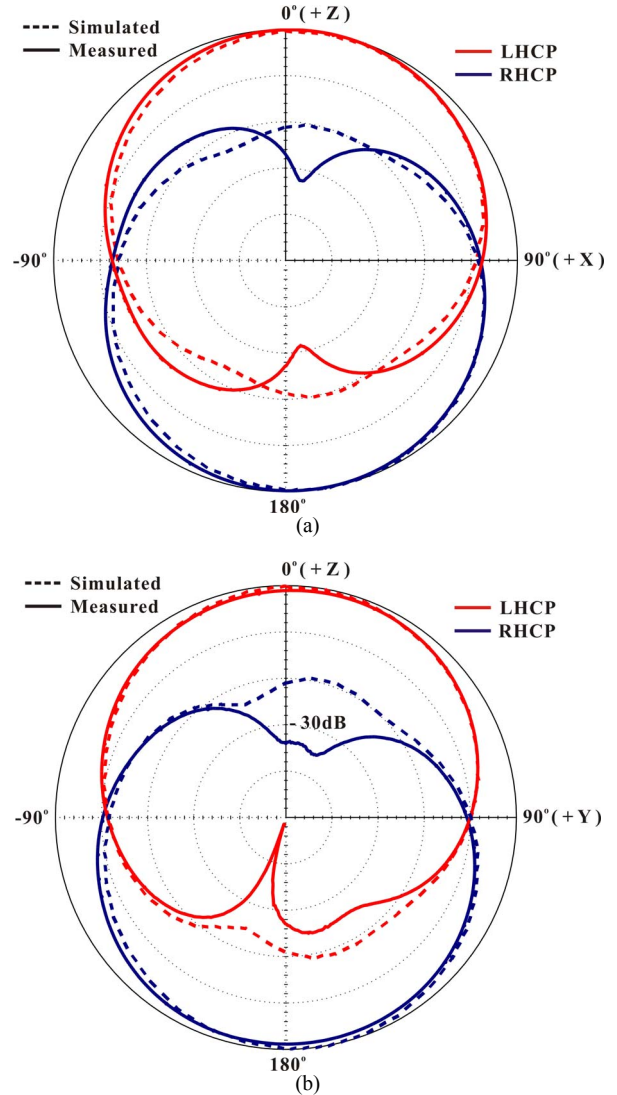 0° (+Z)
Simulated
Measured
LHCP
RHCP
-90°
90° (+X)
180°
(a)
0° (+Z)
Simulated
Measured
LHCP
RHCP
-30dB
-90°
90° (+Y)
180°
(b)